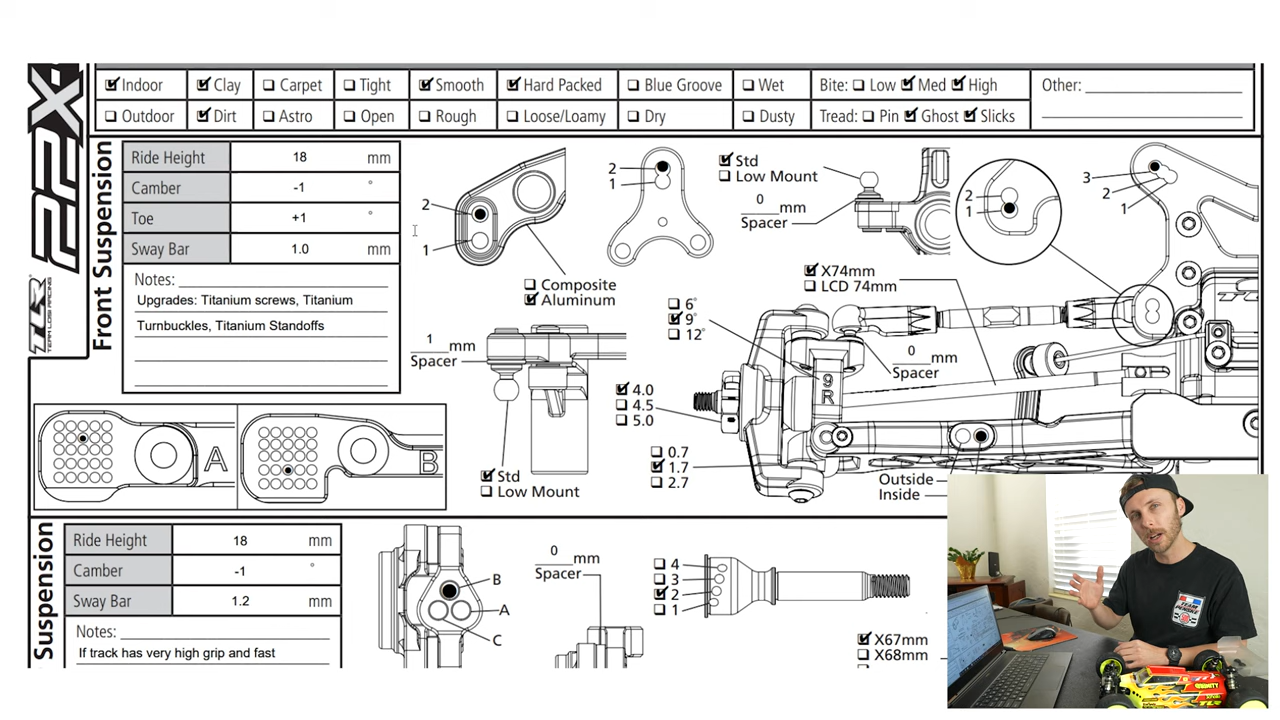 Indoor Clay Carpet Tight Smooth Hard Packed Blue Groove Wet Bite: Low Med High Other:
Outdoor Dirt Astro Open Rough Loose/Loamy Dry Dusty Tread: Pin Ghost Slicks
22X-
TLR
TEAM LOSI RACING
Front Suspension
Ride Height 18 mm
Camber -1 °
Toe +1 °
Sway Bar 1.0 mm
Notes:
Upgrades: Titanium screws, Titanium
Turnbuckles, Titanium Standoffs
2
1
Composite
Aluminum
2
1
Std
Low Mount
0 mm
Spacer
2
1
3
2
1
X74mm
LCD 74mm
6°
9°
12°
1 mm
Spacer
0 mm
Spacer
9
R
4.0
4.5
5.0
0.7
1.7
2.7
Std
Low Mount
Outside
Inside
A
B
Suspension
Ride Height 18 mm
Camber -1 °
Sway Bar 1.2 mm
Notes:
If track has very high grip and fast
B
A
C
0 mm
Spacer
4
3
2
1
X67mm
X68mm
TEAM
TLR